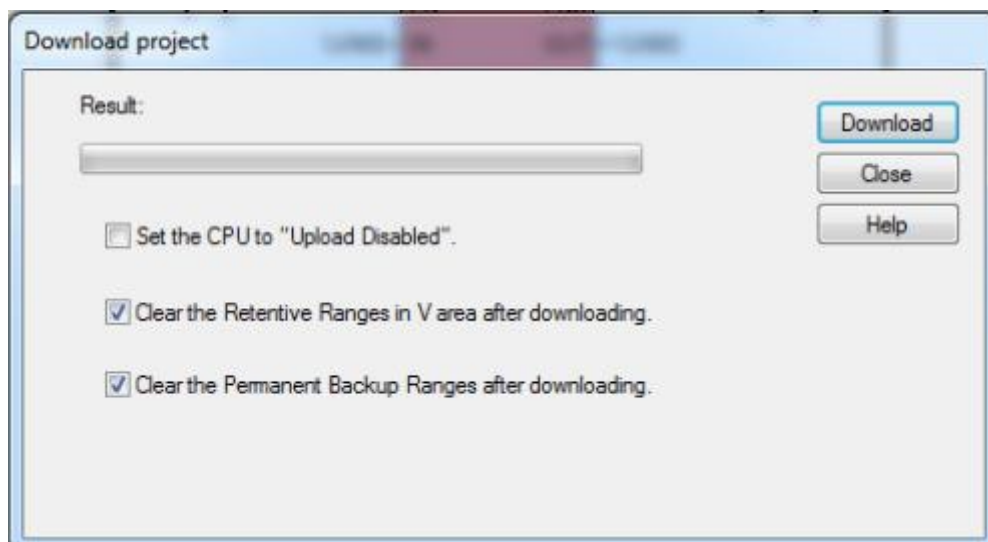 Download project
Result:
Download
Close
Help
Set the CPU to "Upload Disabled".
Clear the Retentive Ranges in V area after downloading.
Clear the Permanent Backup Ranges after downloading.